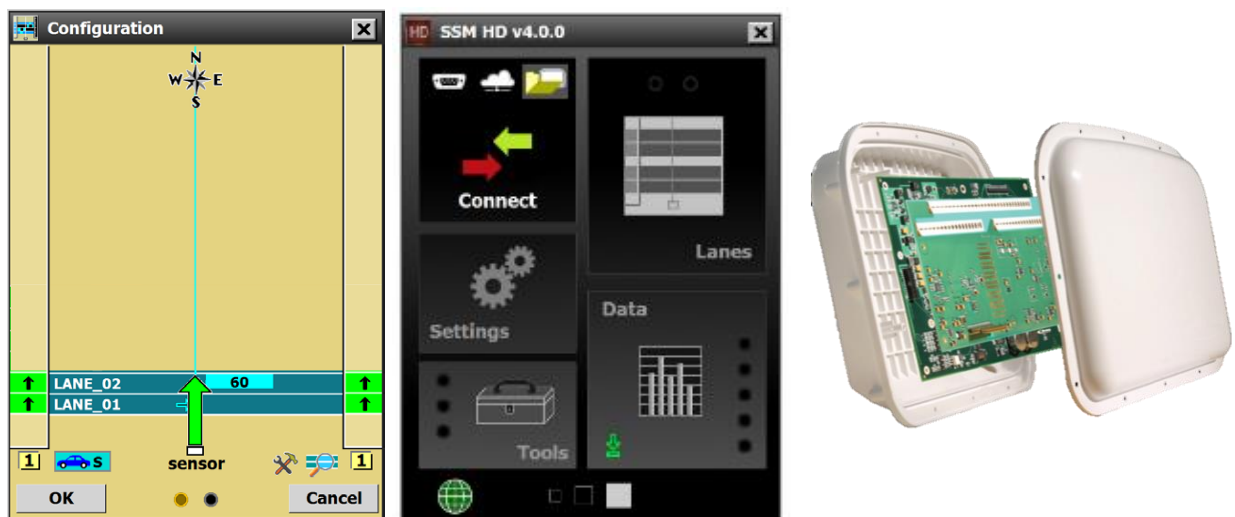 Configuration
N
W E
S
LANE_02 60
LANE_01
1 S sensor 1
OK Cancel
HD SSM HD v4.0.0
Connect
Lanes
Settings
Data
Tools